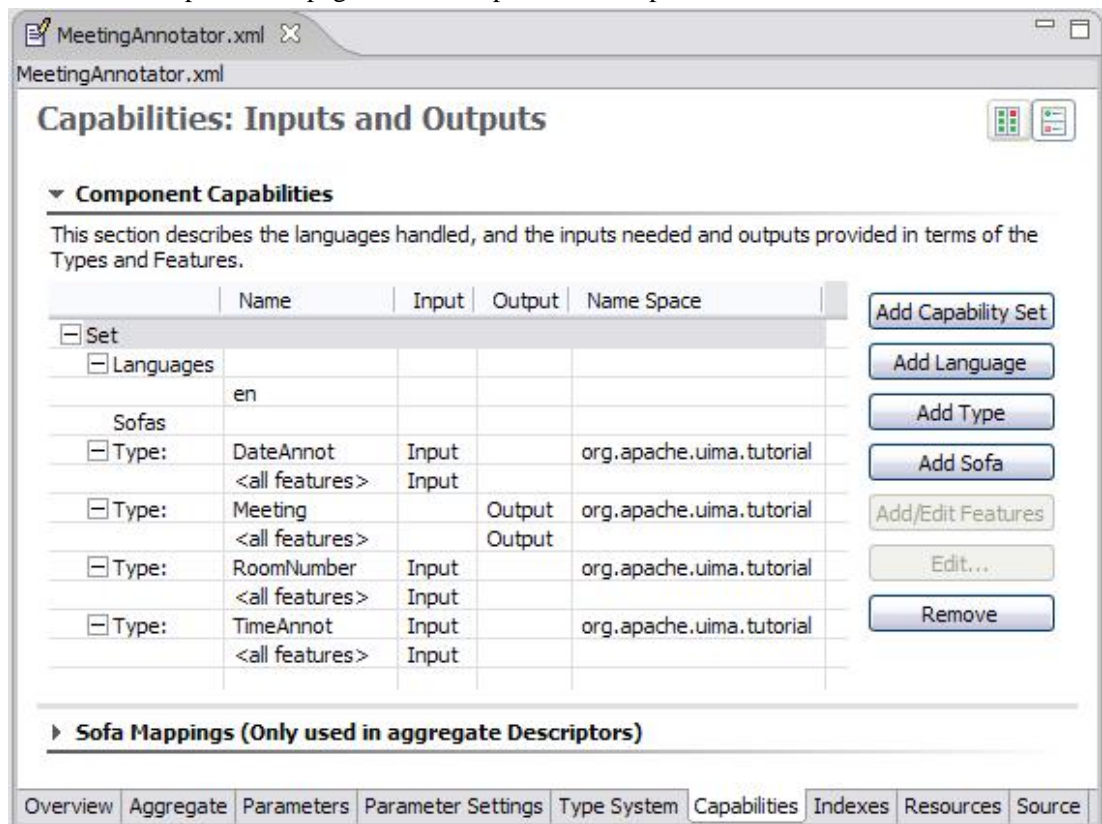 MeetingAnnotator.xml
MeetingAnnotator.xml
Capabilities: Inputs and Outputs
Component Capabilities
This section describes the languages handled, and the inputs needed and outputs provided in terms of the
Types and Features.
Name Input Output Name Space
Set
Languages
en
Sofas
Type: DateAnnot Input org.apache.uima.tutorial
<all features> Input
Type: Meeting Output org.apache.uima.tutorial
<all features> Output
Type: RoomNumber Input org.apache.uima.tutorial
<all features> Input
Type: TimeAnnot Input org.apache.uima.tutorial
<all features> Input
Add Capability Set
Add Language
Add Type
Add Sofa
Add/Edit Features
Edit...
Remove
Sofa Mappings (Only used in aggregate Descriptors)
Overview Aggregate Parameters Parameter Settings Type System Capabilities Indexes Resources Source